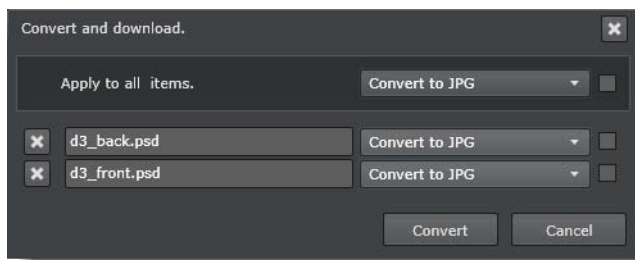 Convert and download.
Apply to all items. Convert to JPG
d3_back.psd Convert to JPG
d3_front.psd Convert to JPG
Convert Cancel